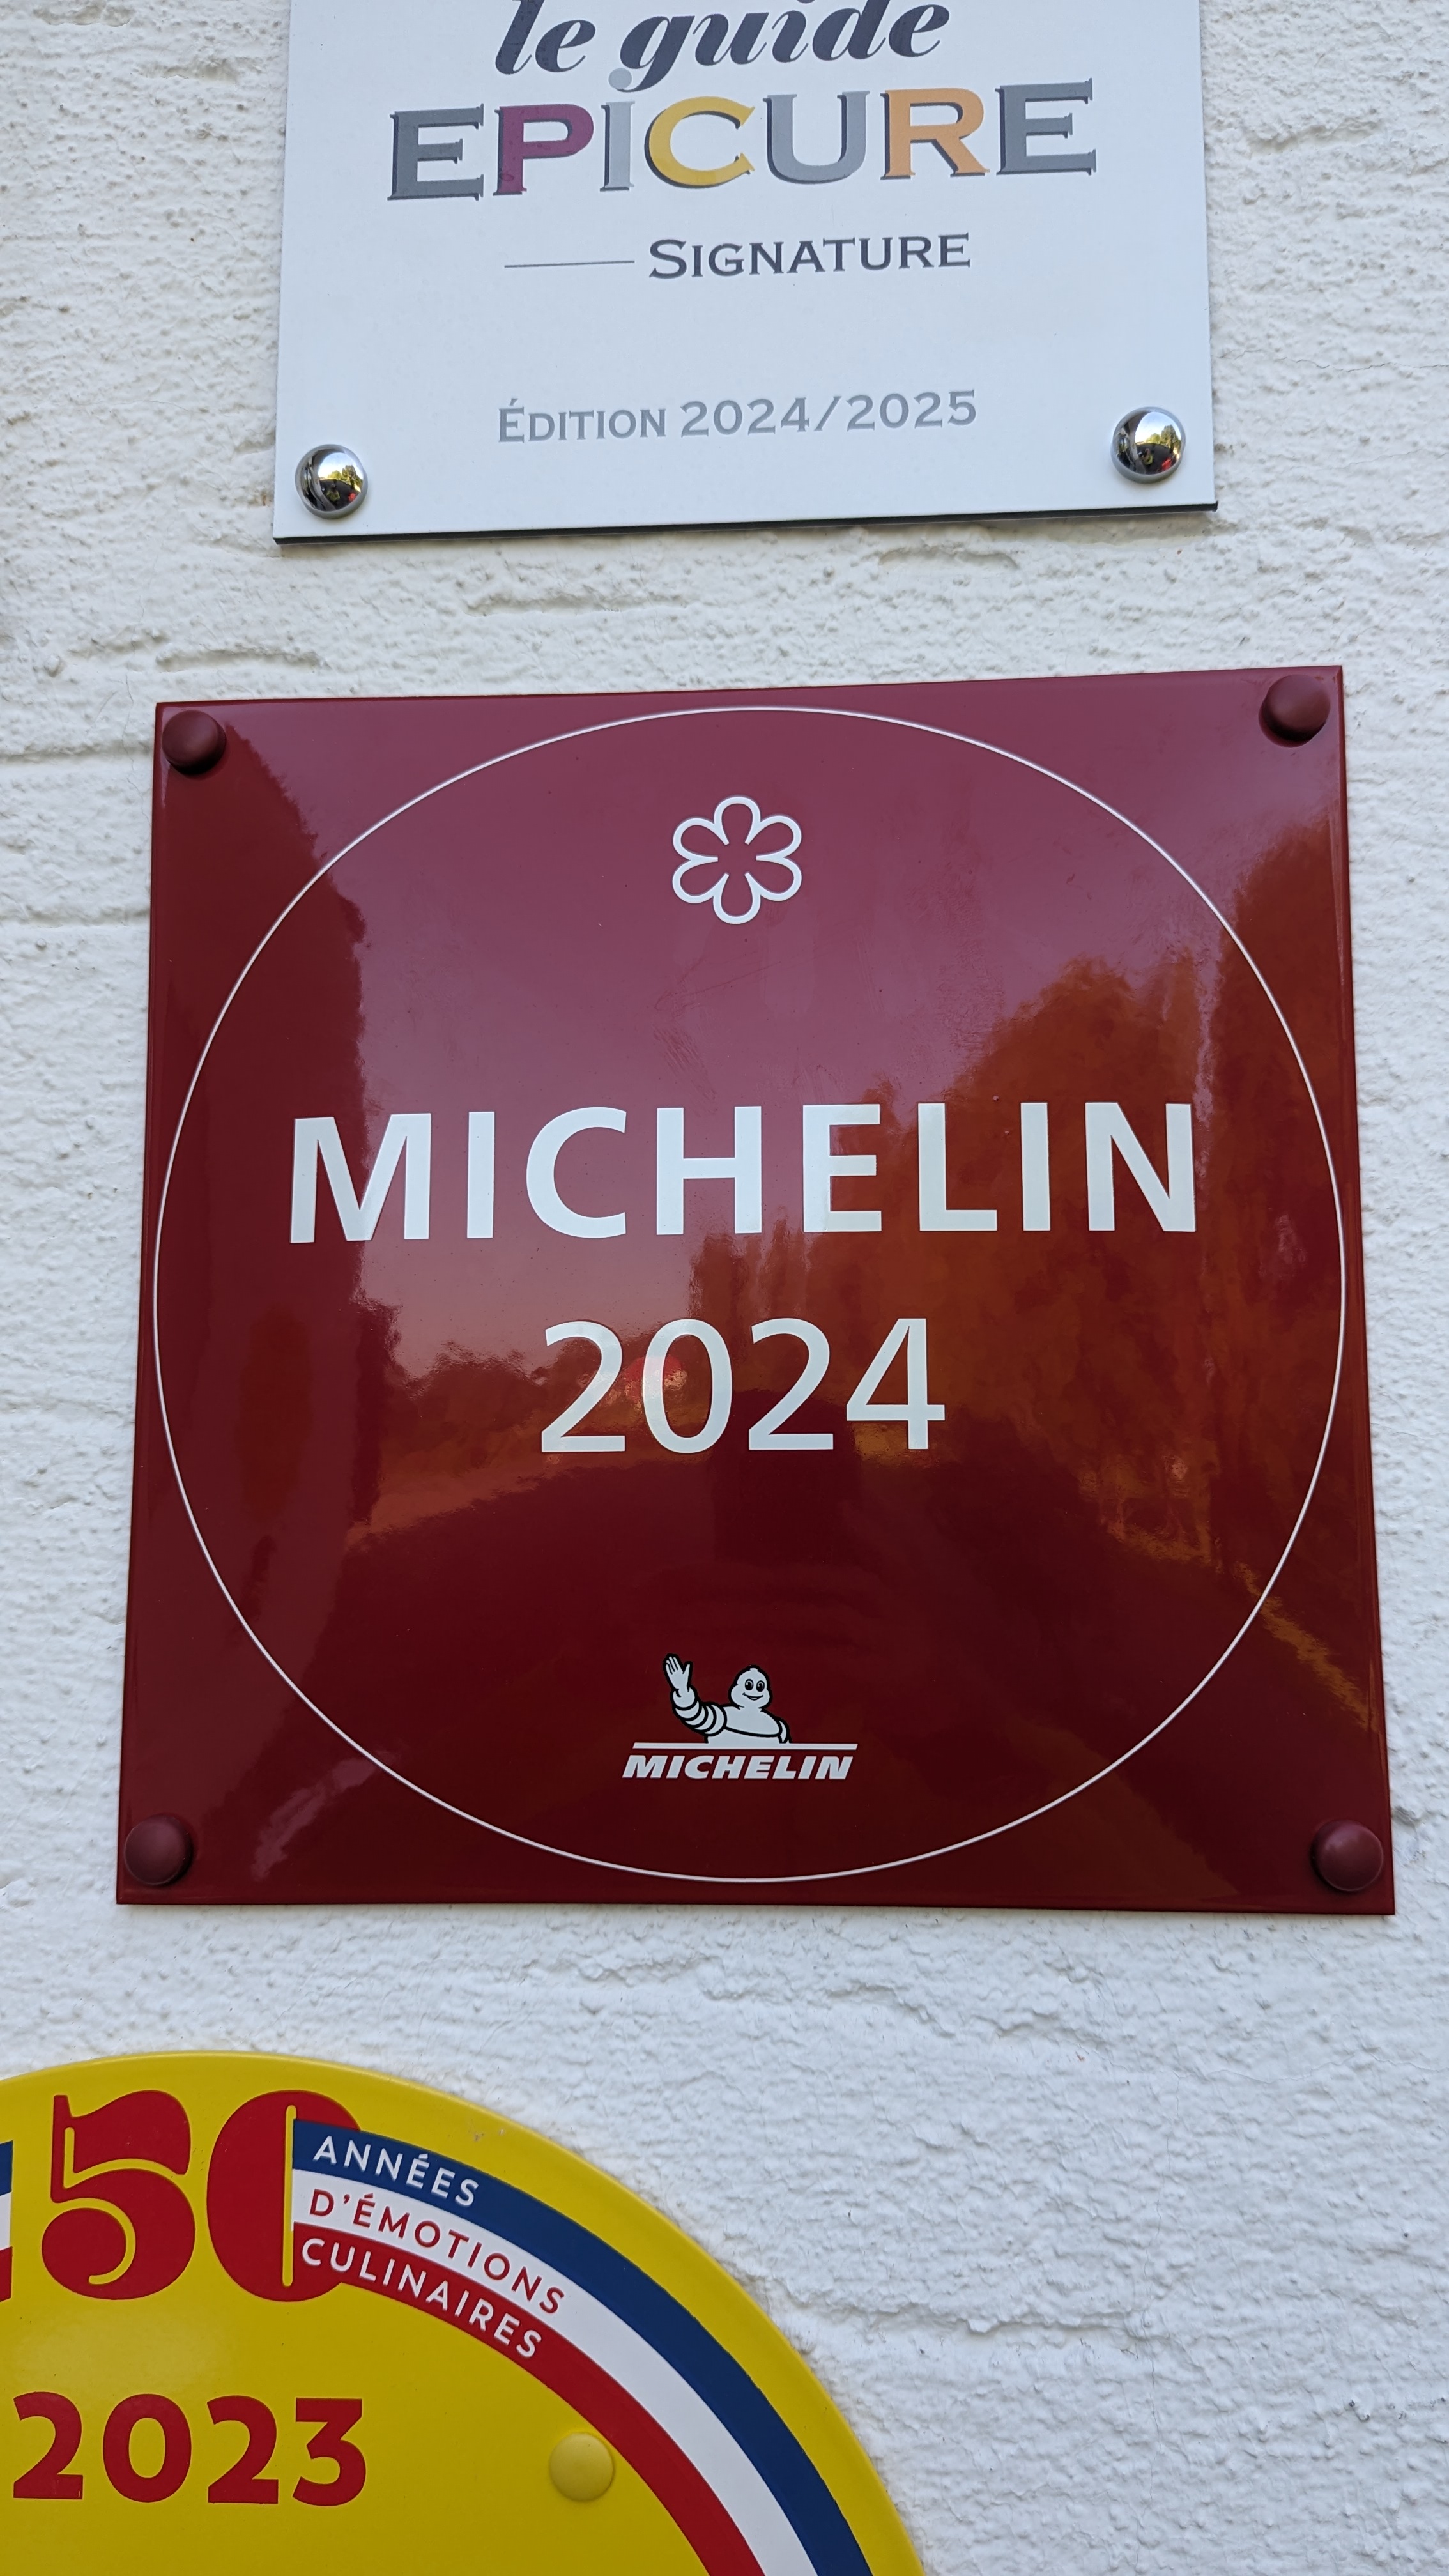 le guide
EPiCURE
SIGNATURE
ÉDITION 2024/2025
MICHELIN
2024
MICHELIN
50
ANNÉES
D'ÉMOTIONS
CULINAIRES
2023